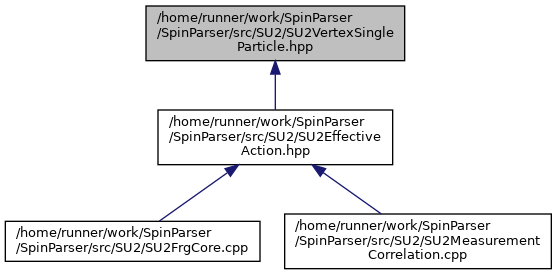 /home/runner/work/SpinParser
/SpinParser/src/SU2/SU2VertexSingle
Particle.hpp
/home/runner/work/SpinParser
/SpinParser/src/SU2/SU2Effective
Action.hpp
/home/runner/work/SpinParser
/SpinParser/src/SU2/SU2FrgCore.cpp
/home/runner/work/SpinParser
/SpinParser/src/SU2/SU2Measurement
Correlation.cpp